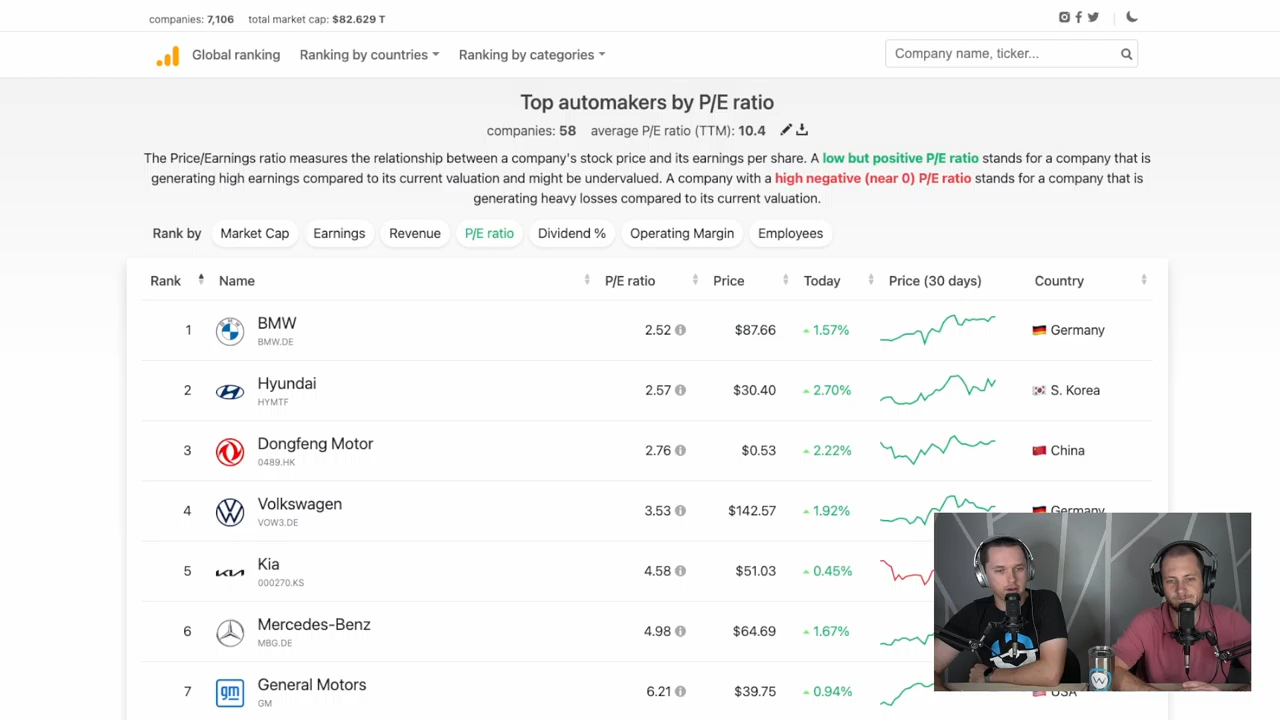 companies: 7,106 total market cap: $82.629 T
Global ranking Ranking by countries Ranking by categories Company name, ticker...
Top automakers by P/E ratio
companies: 58 average P/E ratio (TTM): 10.4
The Price/Earnings ratio measures the relationship between a company's stock price and its earnings per share. A low but positive P/E ratio stands for a company that is
generating high earnings compared to its current valuation and might be undervalued. A company with a high negative (near 0) P/E ratio stands for a company that is
generating heavy losses compared to its current valuation.
Rank by Market Cap Earnings Revenue P/E ratio Dividend % Operating Margin Employees
Rank Name P/E ratio Price Today Price (30 days) Country
1 BMW 2.52 $87.66 1.57% Germany
BMW.DE
2 Hyundai 2.57 $30.40 2.70% S. Korea
HYMTF
3 Dongfeng Motor 2.76 $0.53 2.22% China
0489.HK
4 Volkswagen 3.53 $142.57 1.92% Germany
VOW3.DE
5 Kia 4.58 $51.03 0.45%
000270.KS
6 Mercedes-Benz 4.98 $64.69 1.67%
MBG.DE
7 gm General Motors 6.21 $39.75 0.94% USA
GM